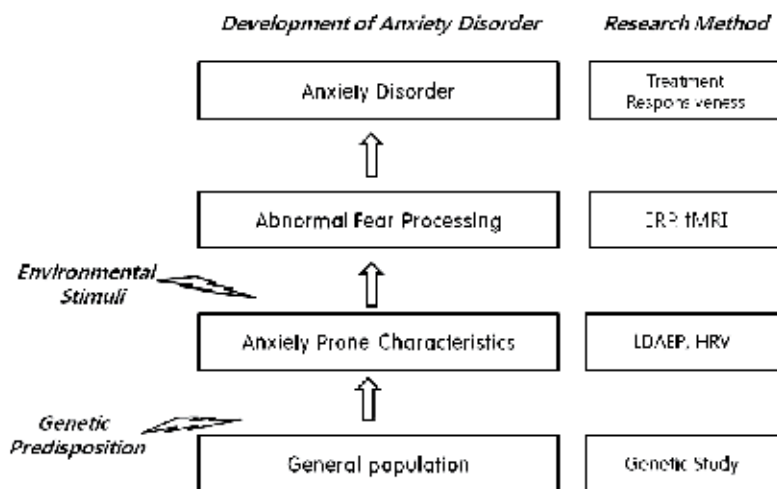 Development of Anxiety Disorder
Research Method
Anxiety Disorder
Treatment
Responsiveness
Abnormal Fear Processing
ERP, fMRI
Environmental
Stimuli
Anxiety Prone Characteristics
LDAEP, HRV
Genetic
Predisposition
General population
Genetic Study